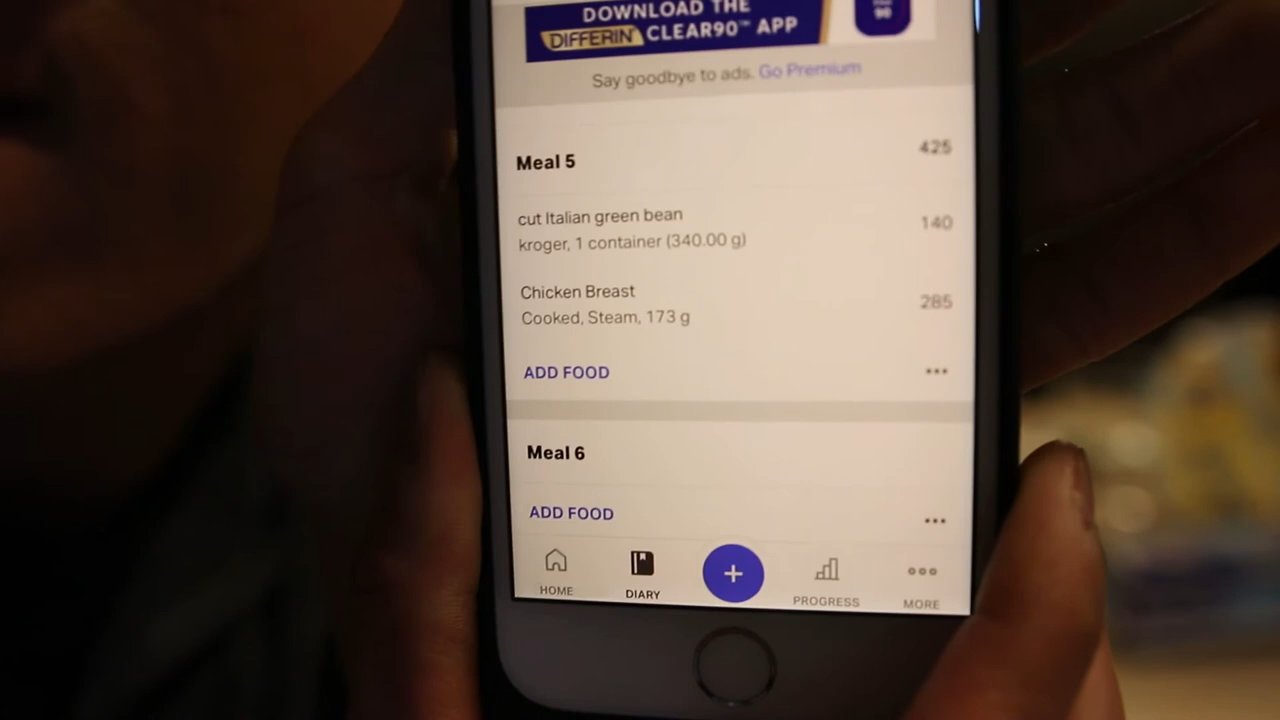 DOWNLOAD THE
DIFFERIN CLEAR90™ APP
90
Say goodbye to ads. Go Premium
Meal 5
425
cut Italian green bean
kroger, 1 container (340.00 g)
140
Chicken Breast
Cooked, Steam, 173 g
285
ADD FOOD
Meal 6
ADD FOOD
HOME
DIARY
PROGRESS
MORE